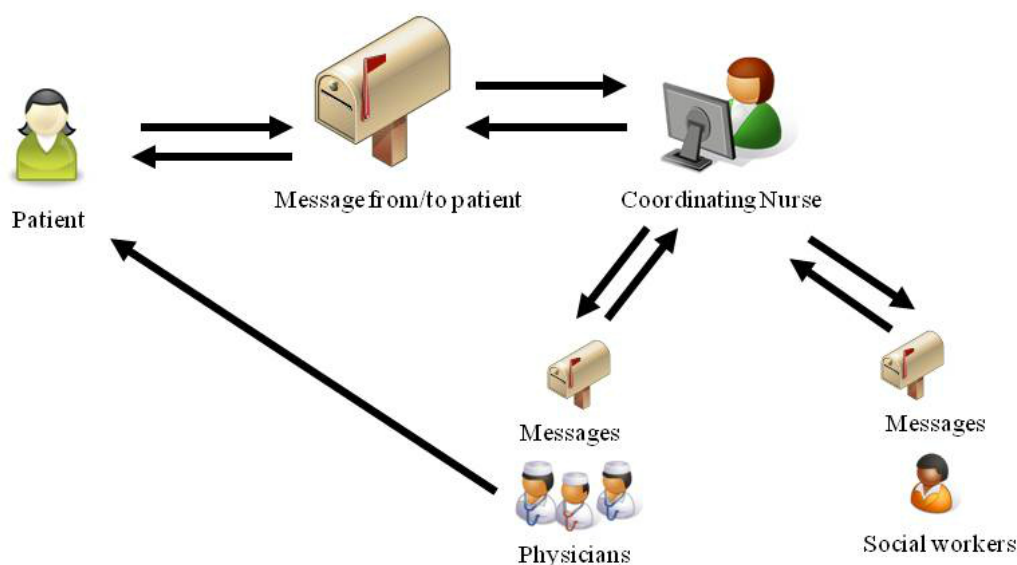 Message from/to patient
Coordinating Nurse
Patient
Messages
Messages
Physicians
Social workers